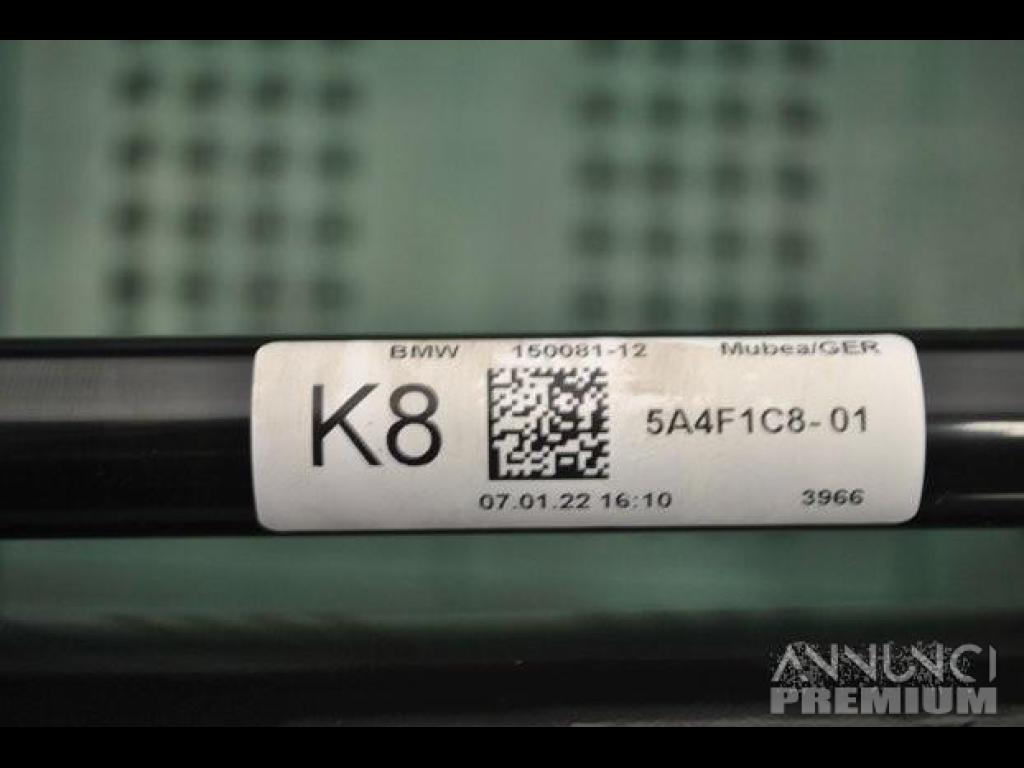 BMW 150081-12 Mubea/GER
K8 5A4F1C8-01
07.01.22 16:10 3966
ANNUNCI
PREMIUM